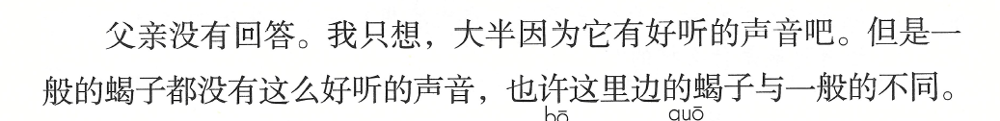 父亲没有回答。我只想，大半因为它有好听的声音吧。但是一
般的蝎子都没有这么好听的声音，也许这里边的蝎子与一般的不同。
bō guō